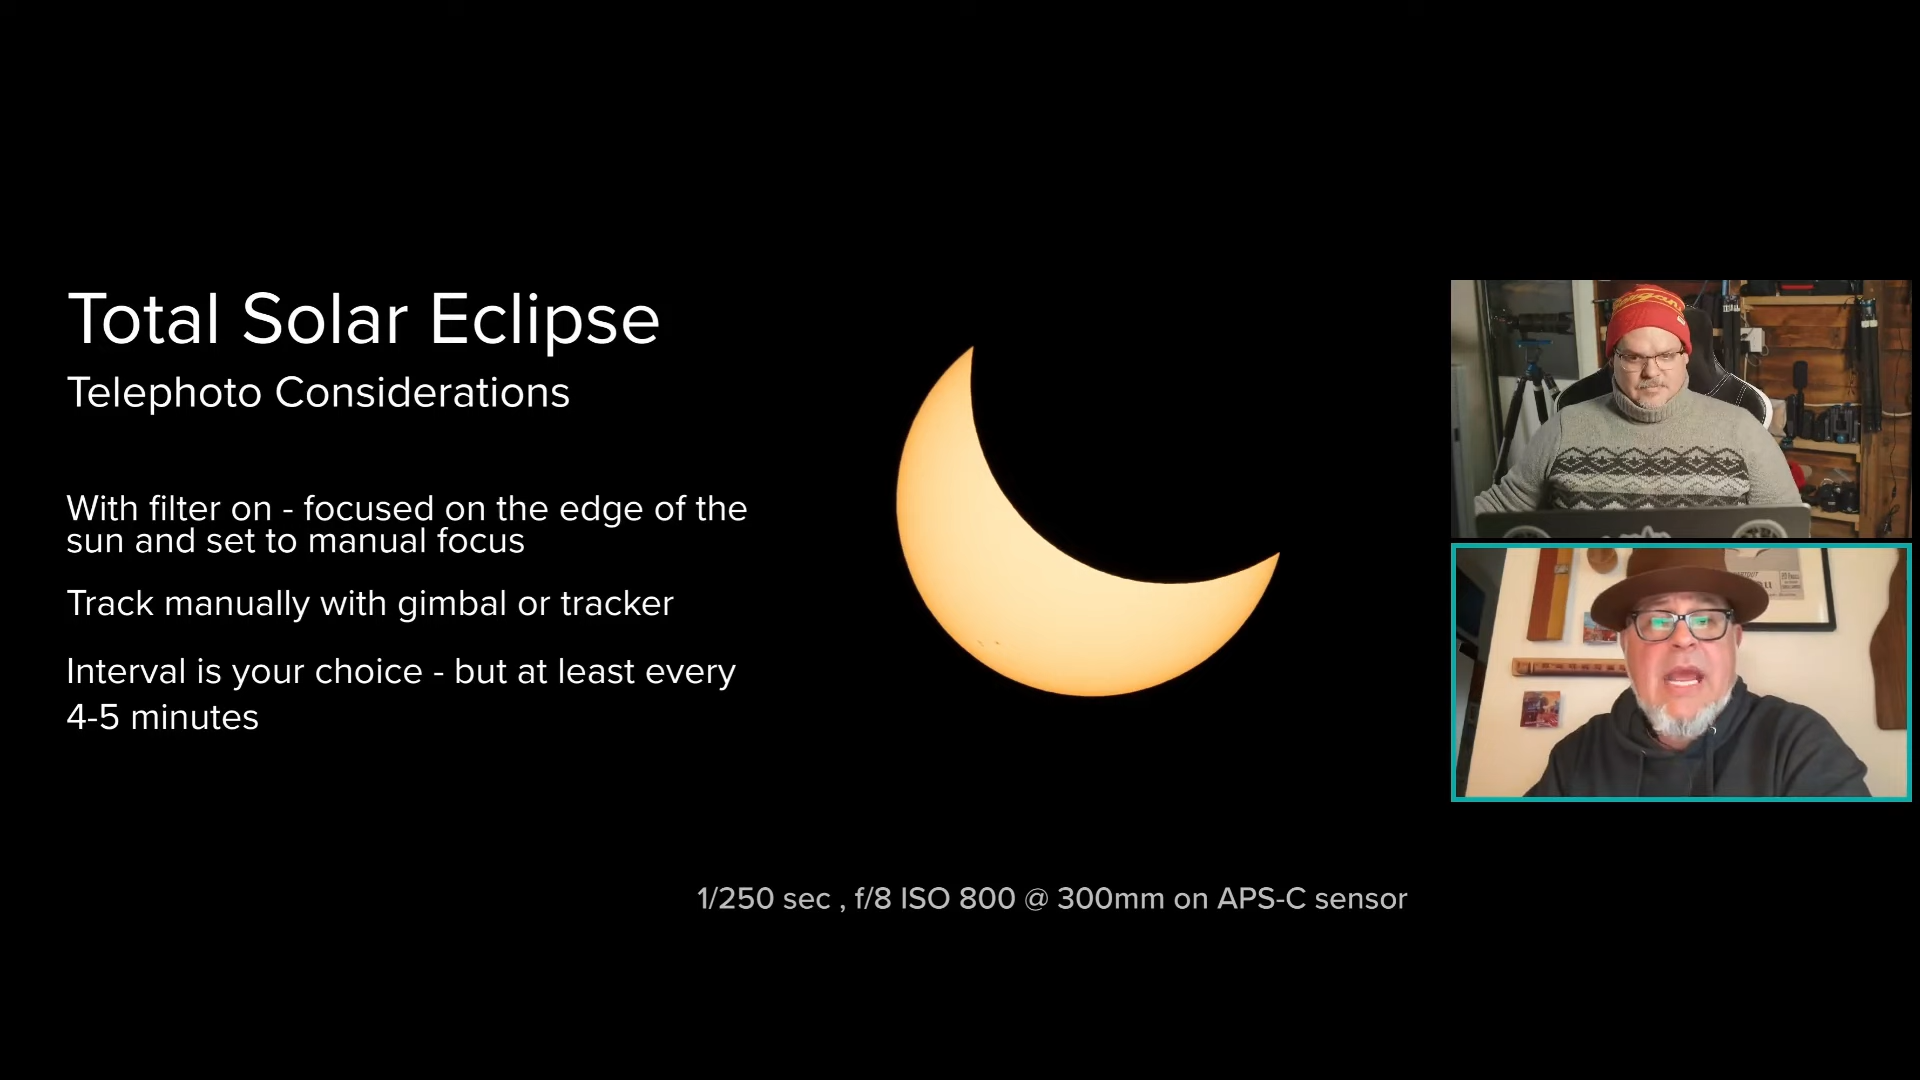 Total Solar Eclipse
Telephoto Considerations
With filter on - focused on the edge of the
sun and set to manual focus
Track manually with gimbal or tracker
Interval is your choice - but at least every
4-5 minutes
1/250 sec , f/8 ISO 800 @ 300mm on APS-C sensor